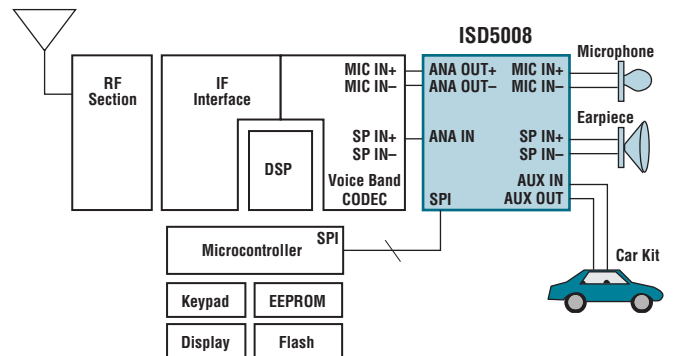 ISD5008
RF
Section
IF
Interface
DSP
MIC IN+
MIC IN–
SP IN+
SP IN–
Voice Band
CODEC
ANA OUT+
ANA OUT–
ANA IN
SPI
MIC IN+
MIC IN–
SP IN+
SP IN–
AUX IN
AUX OUT
Microphone
Earpiece
Car Kit
Microcontroller
SPI
Keypad
EEPROM
Display
Flash